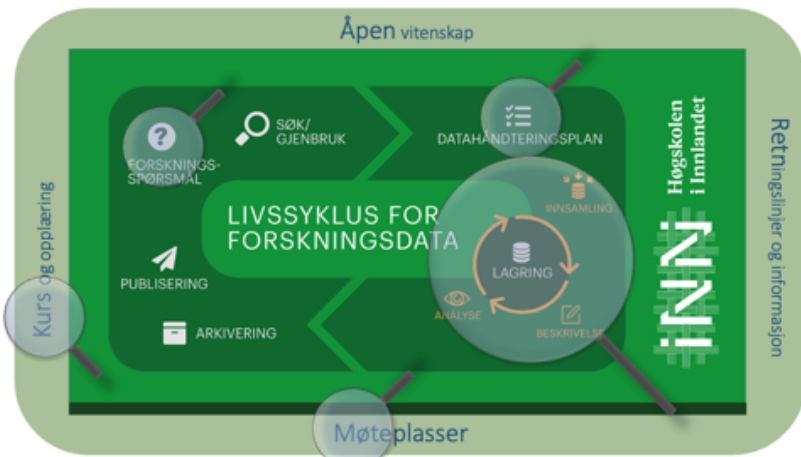 Åpen vitenskap
SØK/
GJENBRUK
FORSKNINGS-
SPØRSMÅL
DATAHÅNDTERINGSPLAN
LIVSSYKLUS FOR
FORSKNINGSDATA
INNSAMLING
LAGRING
ANALYSE
BESKRIVELSE
PUBLISERING
ARKIVERING
Høgskolen
i Innlandet
iNNj
Kurs og opplæring
Retningslinjer og informasjon
Møteplasser